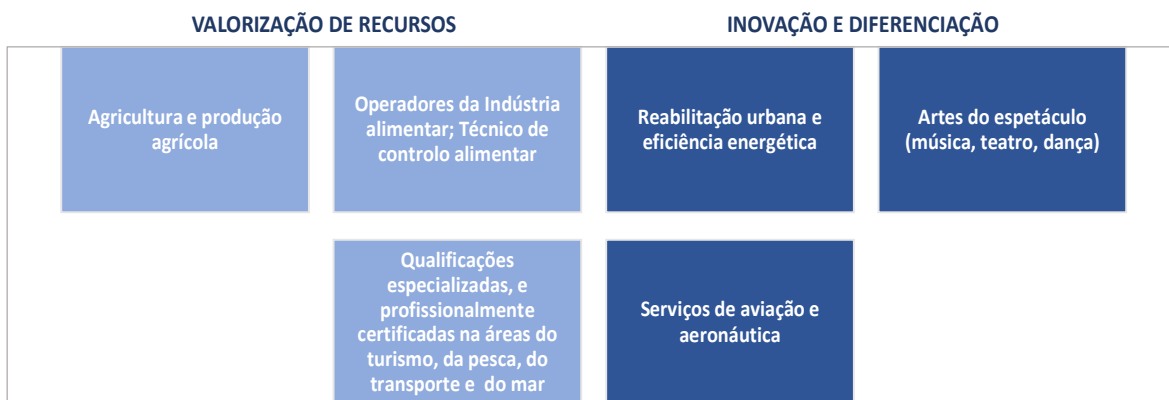 VALORIZAÇÃO DE RECURSOS
INOVAÇÃO E DIFERENCIAÇÃO
Agricultura e produção
agrícola
Operadores da Indústria
alimentar; Técnico de
controlo alimentar
Reabilitação urbana e
eficiência energética
Artes do espetáculo
(música, teatro, dança)
Qualificações
especializadas, e
profissionalmente
certificadas na áreas do
turismo, da pesca, do
transporte e do mar
Serviços de aviação e
aeronáutica